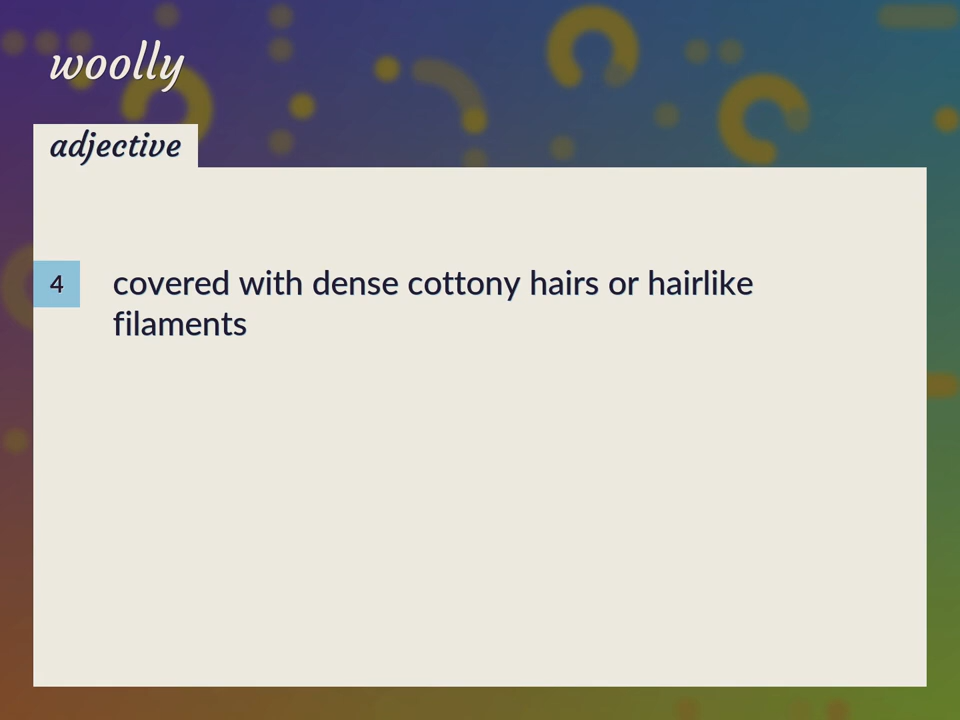 woolly
adjective
4 covered with dense cottony hairs or hairlike
filaments